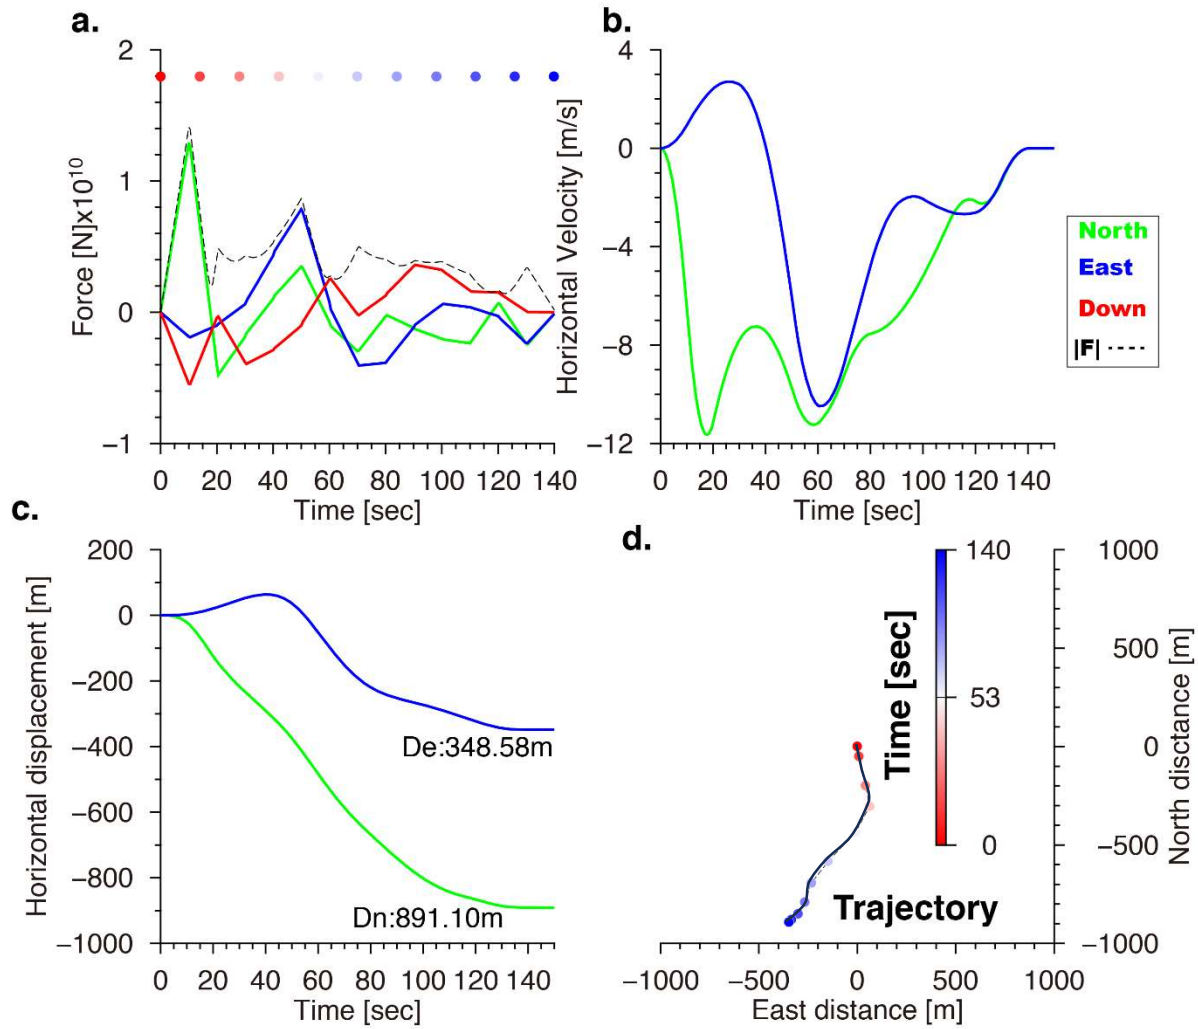 a.
2
1
0
−1
Force [N]x10^10
0 20 40 60 80 100 120 140
Time [sec]
b.
4
0
−4
−8
−12
Horizontal Velocity [m/s]
0 20 40 60 80 100 120 140
Time [sec]
North
East
Down
|F|
c.
200
0
−200
−400
−600
−800
−1000
Horizontal displacement [m]
De:348.58m
Dn:891.10m
0 20 40 60 80 100 120 140
Time [sec]
d.
140
53
0
Time [sec]
Trajectory
1000
500
0
−500
−1000
North disctance [m]
−1000 −500 0 500 1000
East distance [m]